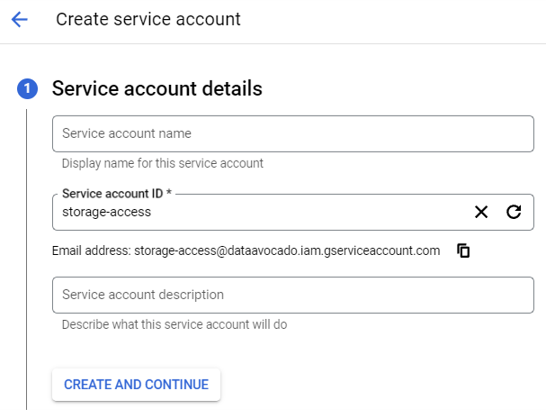 Create service account
1 Service account details
Service account name
Display name for this service account
Service account ID *
storage-access
Email address: storage-access@dataavocado.iam.gserviceaccount.com
Service account description
Describe what this service account will do
CREATE AND CONTINUE